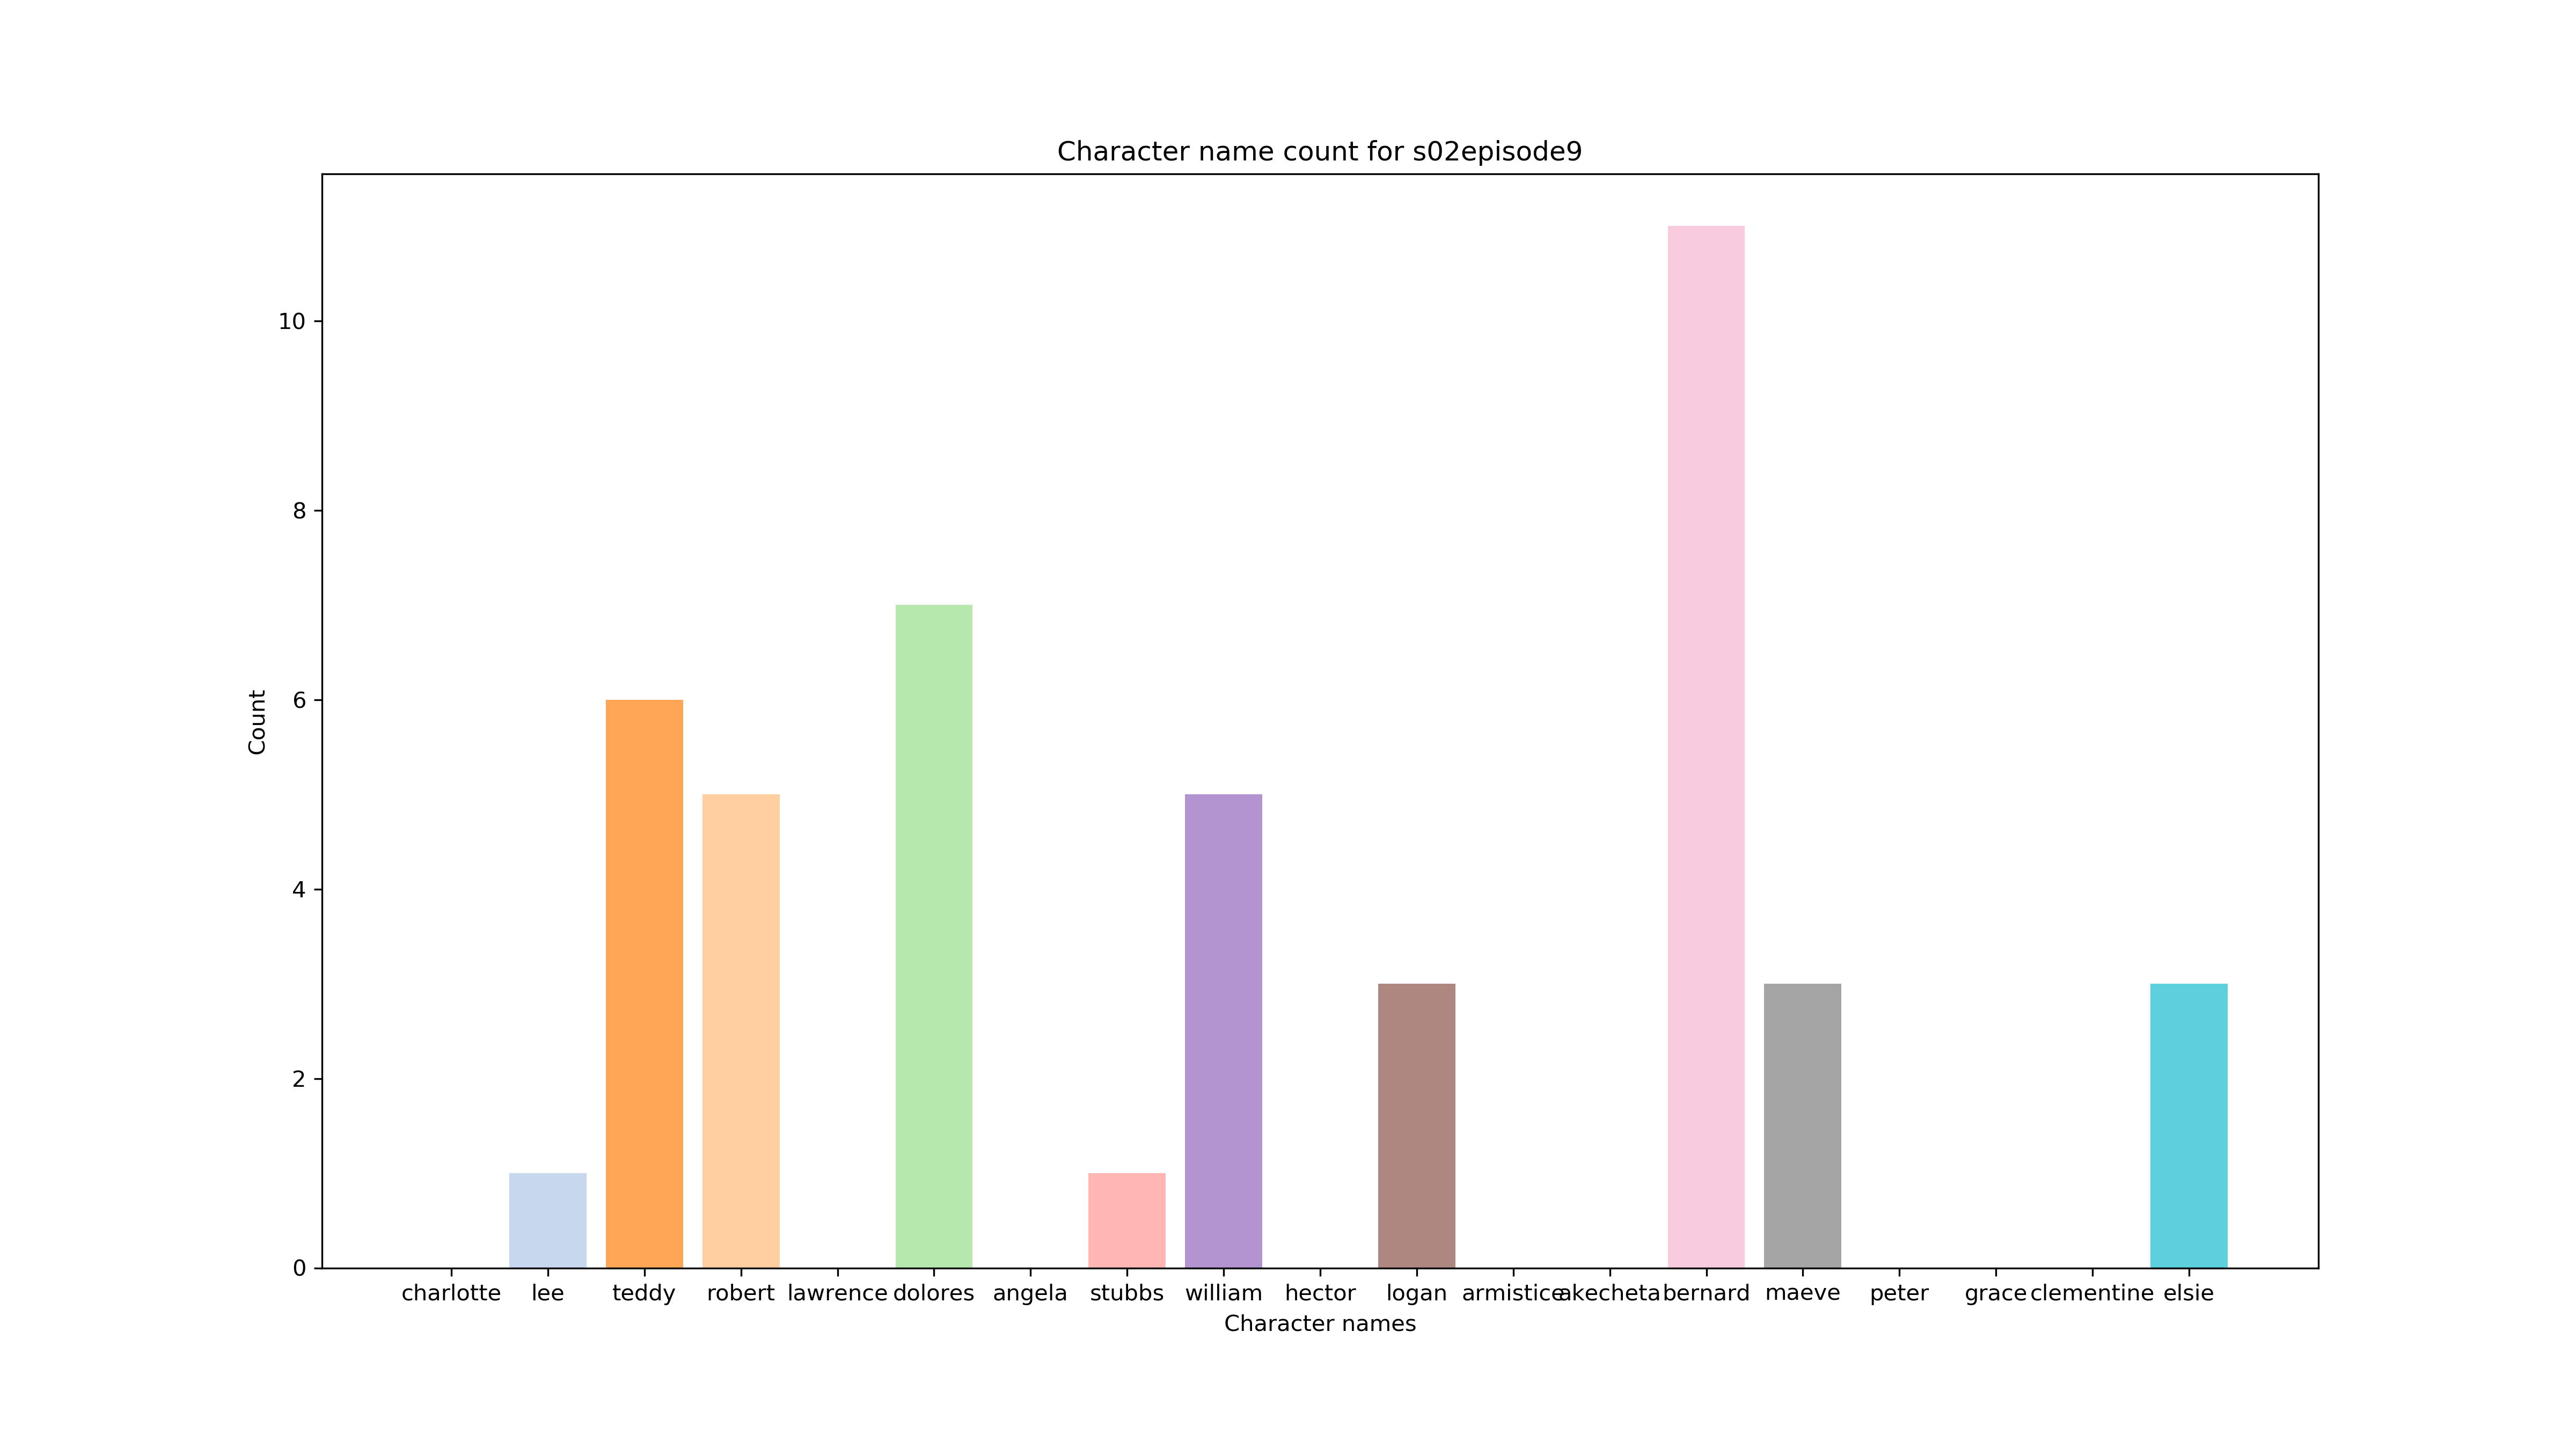 Character name count for s02episode9
Count
10
8
6
4
2
0
charlotte lee teddy robert lawrence dolores angela stubbs william hector logan armistice akecheta bernard maeve peter grace clementine elsie
Character names